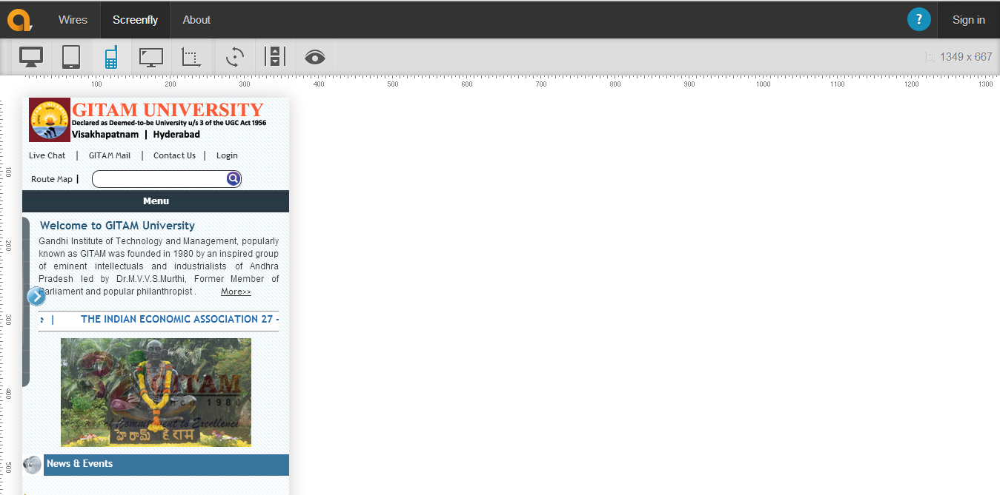 Wires Screenfly About ? Sign in
1349 x 667
100 200 300 400 500 600 700 800 900 1000 1100 1200 1300
GITAM UNIVERSITY
Declared as Deemed-to-be University u/s 3 of the UGC Act 1956
Visakhapatnam | Hyderabad
Live Chat | GITAM Mail | Contact Us | Login
100
Route Map |
Menu
Welcome to GITAM University
Gandhi Institute of Technology and Management, popularly
200
known as GITAM was founded in 1980 by an inspired group
of eminent intellectuals and industrialists of Andhra
Pradesh led by Dr.M.V.V.S.Murthi, Former Member of
Parliament and popular philanthropist . More>>
300
e | THE INDIAN ECONOMIC ASSOCIATION 27 -
GITAM
400
Since 1980
of Commitment to Excellence
హేరామ్ हे राम
News & Events
500